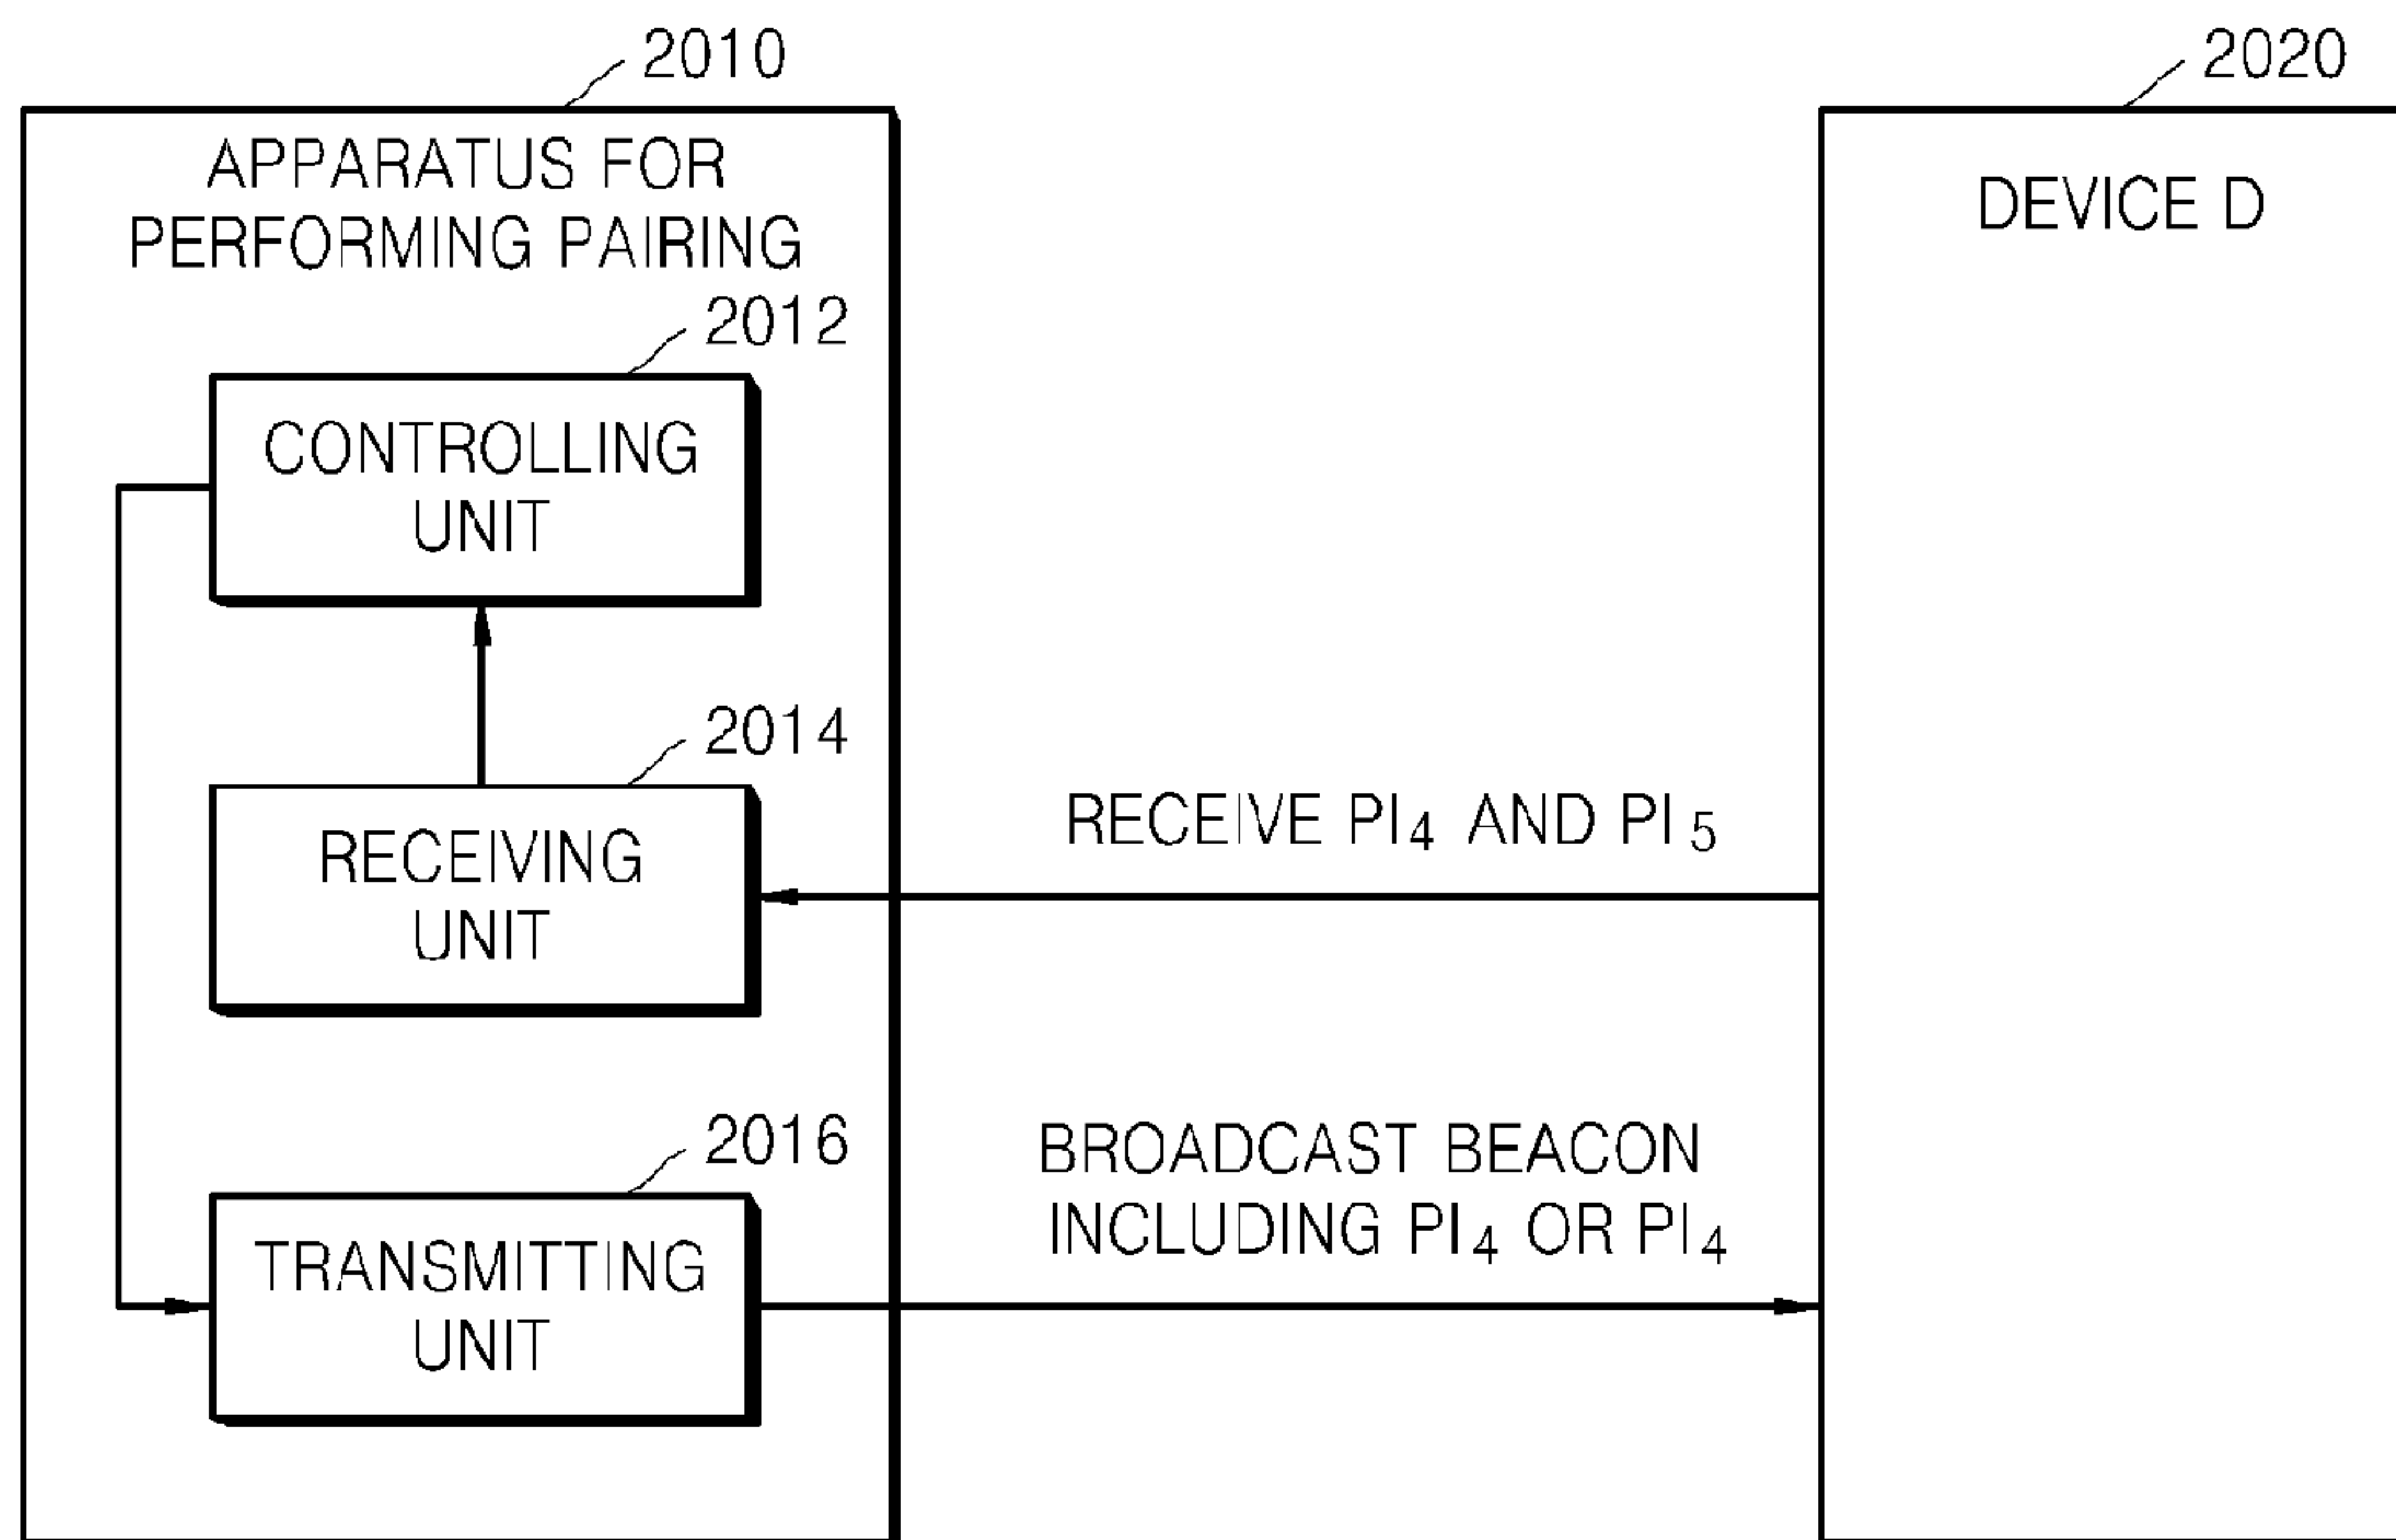 2010
2020
APPARATUS FOR
PERFORMING PAIRING
DEVICE D
2012
CONTROLLING
UNIT
2014
RECEIVING
UNIT
RECEIVE PI4 AND PI5
2016
BROADCAST BEACON
INCLUDING PI4 OR PI4
TRANSMITTING
UNIT